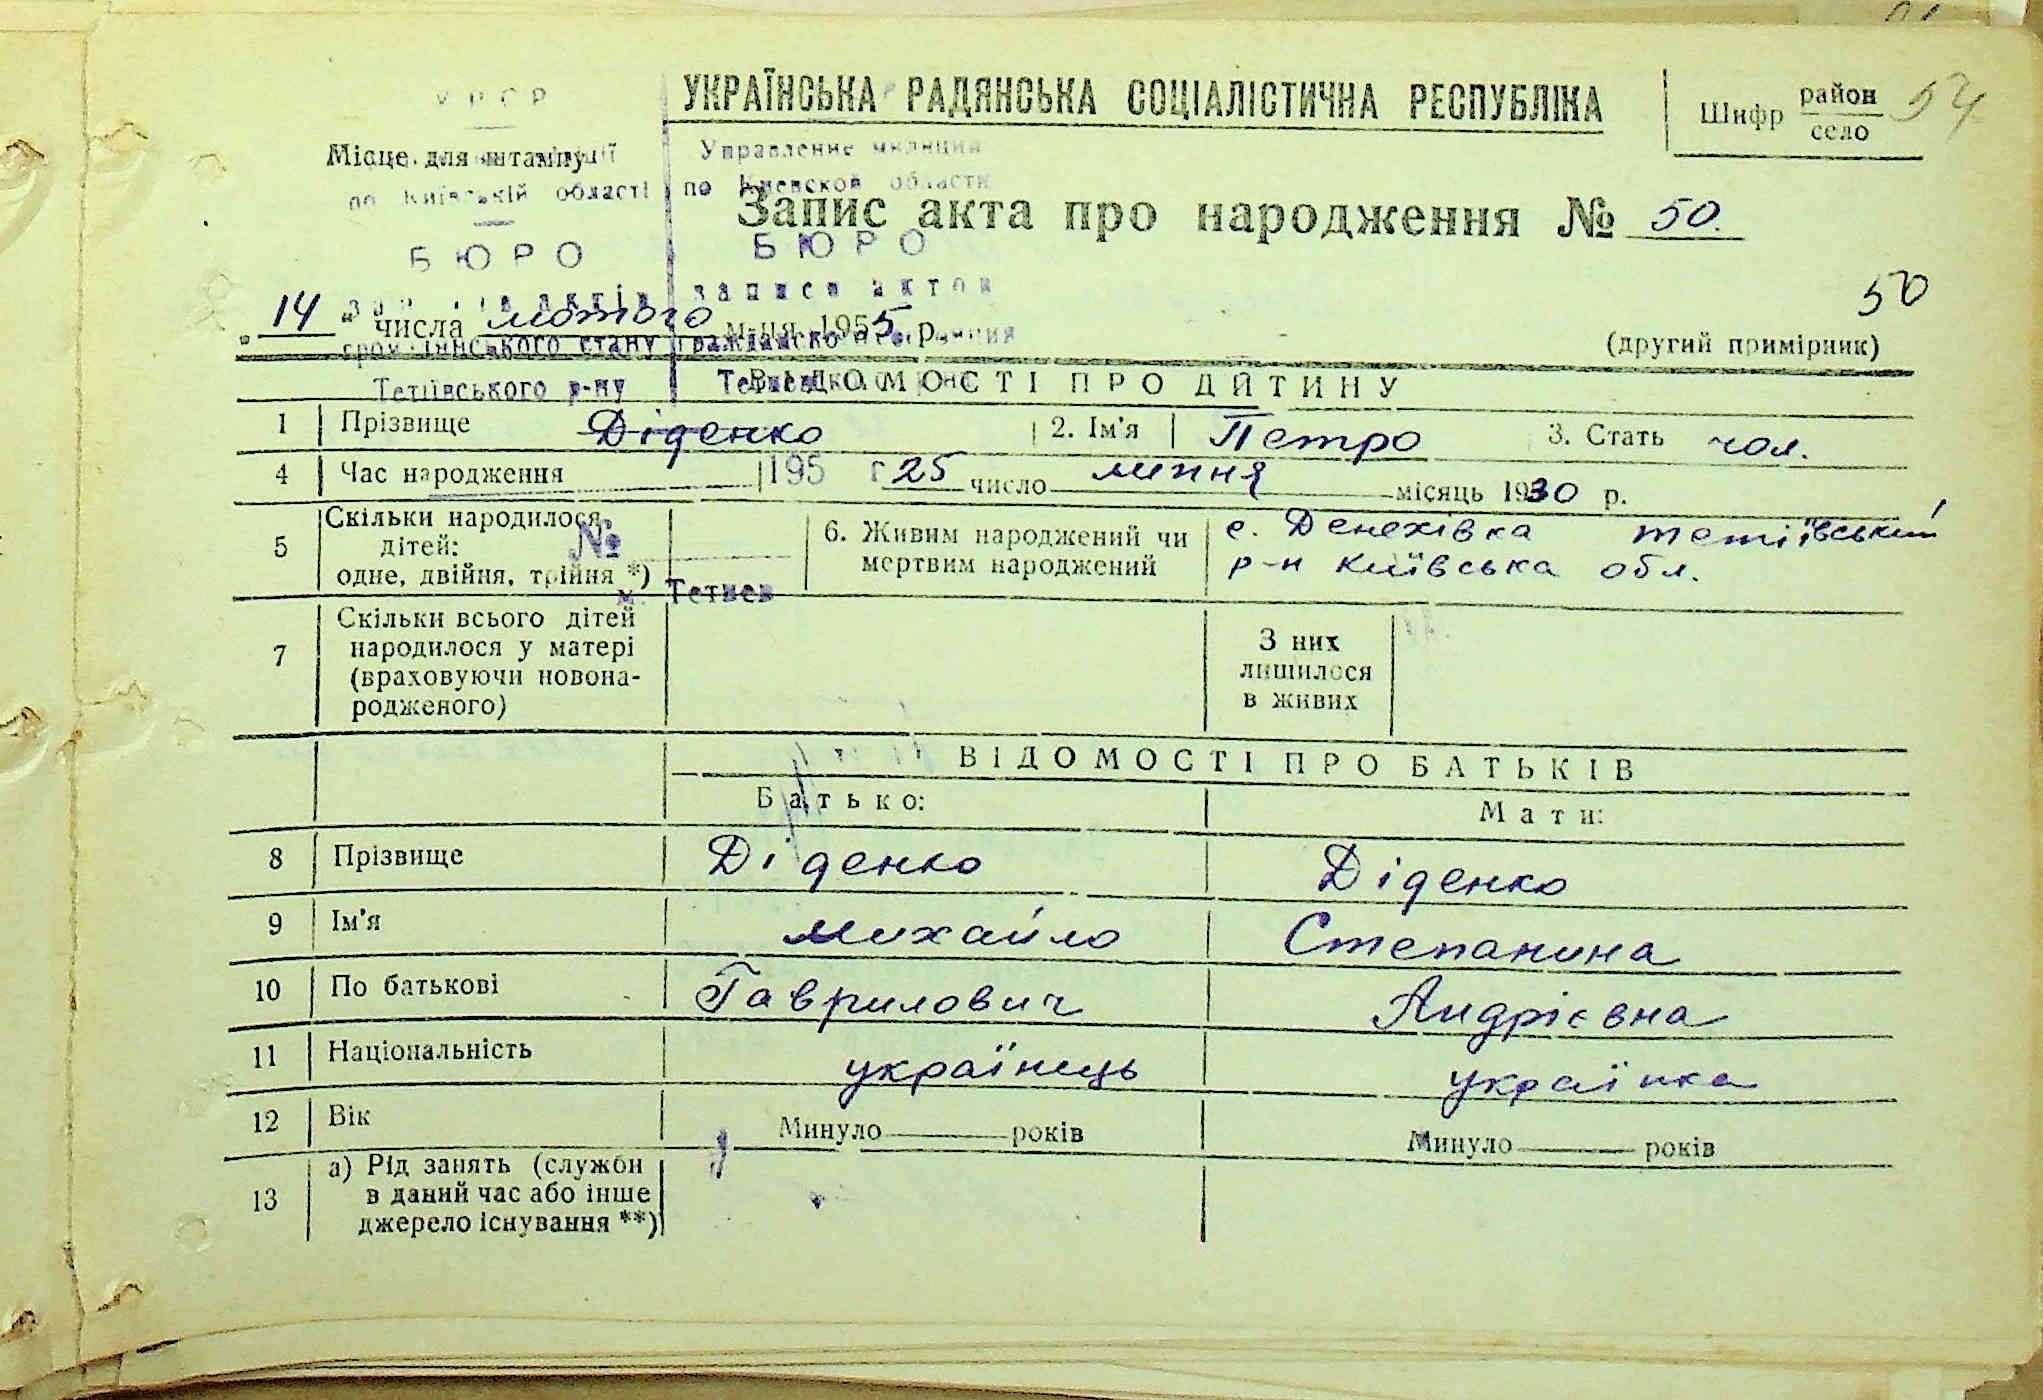 УКРАЇНСЬКА РАДЯНСЬКА СОЦІАЛІСТИЧНА РЕСПУБЛІКА
Шифр район село 54
УРСР
Місце для штампу
Управление милиции
по Київській області
по Киевской области
Запис акта про народження № 50.
БЮРО
БЮРО
записи актов
50
„14“ числа лютого м-ця 1955 р.
громадянського стану
(другий примірник)
Тетіївського р-ну
ВІДОМОСТІ ПРО ДИТИНУ
1 Прізвище Діденко 2. Ім'я Петро 3. Стать чол.
4 Час народження 195 г 25 число липня місяць 1930 р.
5 Скільки народилося дітей: одне, двійня, трійня *)
№
м. Тетиев
6. Живим народжений чи мертвим народжений
с. Денехівка тетіївський
р-н Київська обл.
7 Скільки всього дітей народилося у матері (враховуючи новонародженого)
З них лишилося в живих
ВІДОМОСТІ ПРО БАТЬКІВ
Батько: Мати:
8 Прізвище Діденко Діденко
9 Ім'я Михайло Степанина
10 По батькові Гаврилович Андрієвна
11 Національність українець українка
12 Вік Минуло років Минуло років
13 а) Рід занять (служби в даний час або інше джерело існування **)